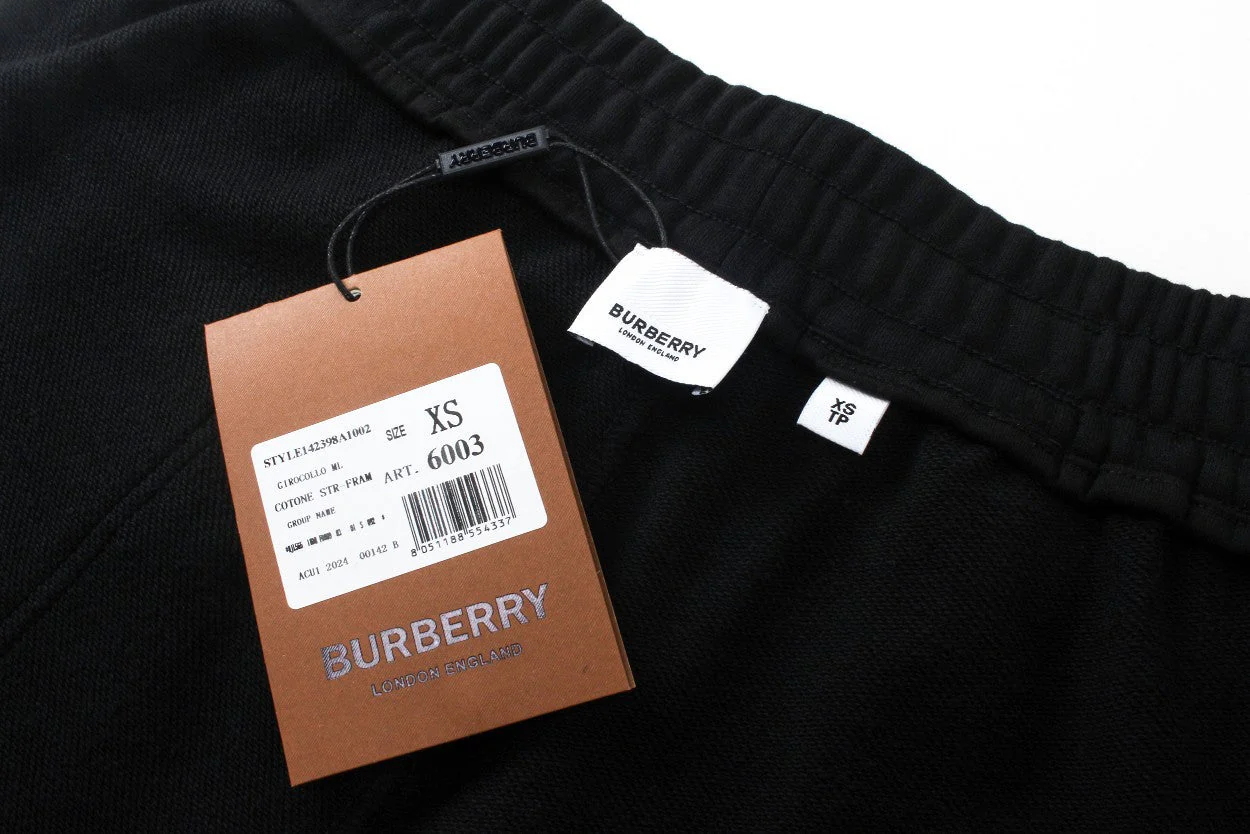 BURBERRY
BURBERRY
LONDON ENGLAND
XS
TP
STYLE142398A1002
SIZE XS
GIROCOLLO ML
COTONE STR-FRAM
ART. 6003
GROUP NAME
ACU1 2024 00142 B
8 051188 554337
BURBERRY
LONDON ENGLAND